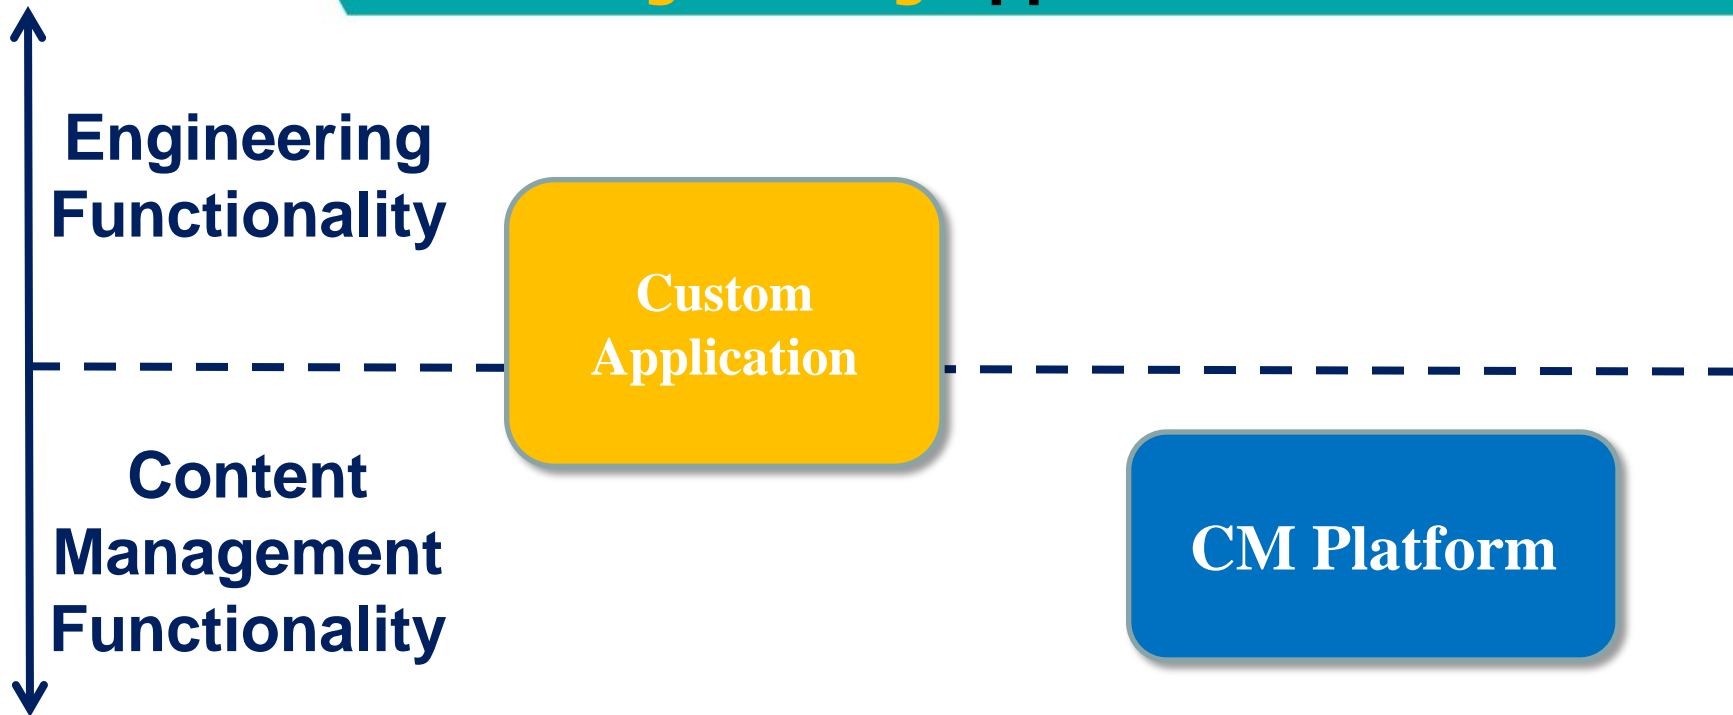 Engineering
Functionality
Custom
Application
Content
Management
Functionality
CM Platform